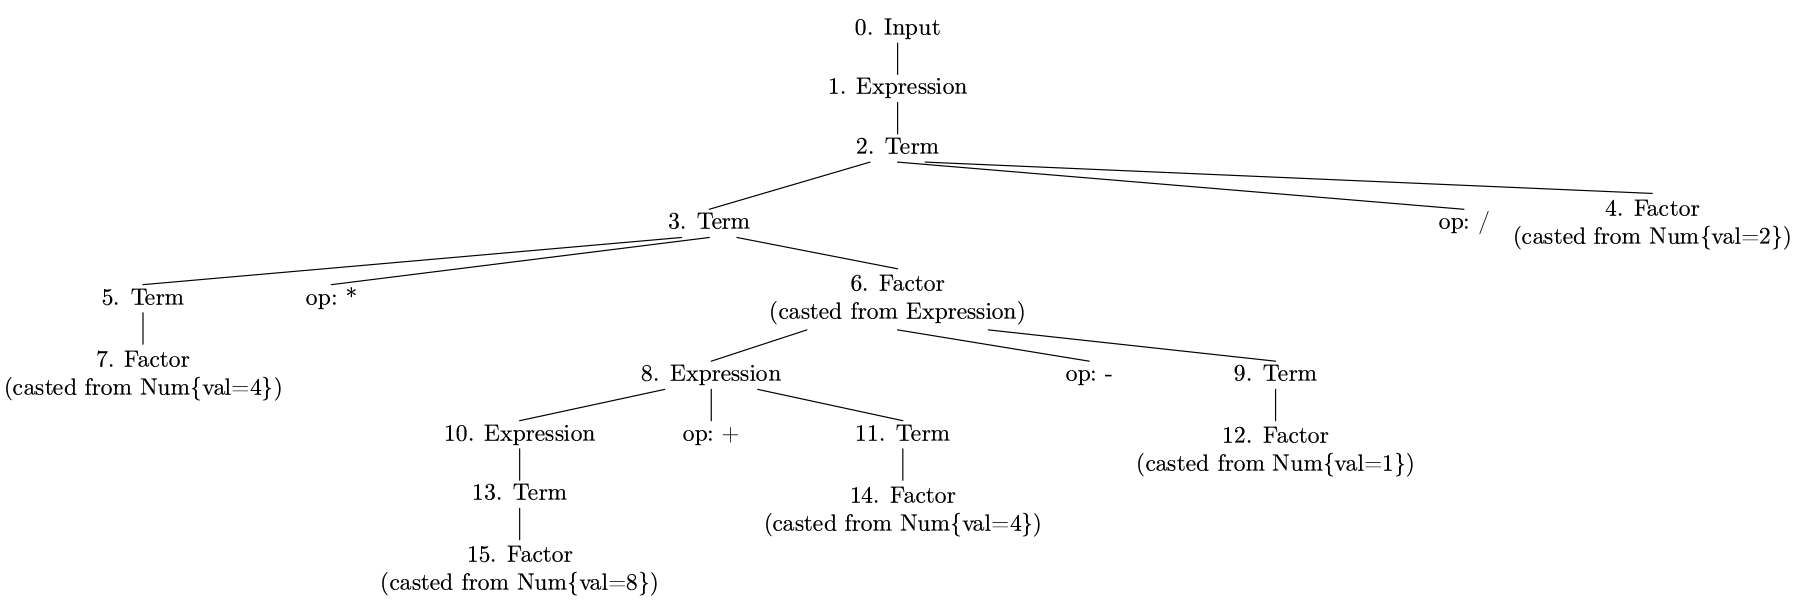 0. Input
1. Expression
2. Term
3. Term
op: /
4. Factor
(casted from Num{val=2})
5. Term
op: *
6. Factor
(casted from Expression)
7. Factor
(casted from Num{val=4})
8. Expression
op: -
9. Term
10. Expression
op: +
11. Term
12. Factor
(casted from Num{val=1})
13. Term
14. Factor
(casted from Num{val=4})
15. Factor
(casted from Num{val=8})